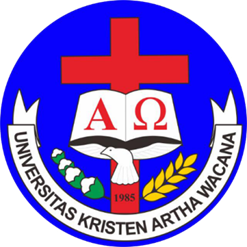 Α Ω
1985
UNIVERSITAS KRISTEN ARTHA WACANA